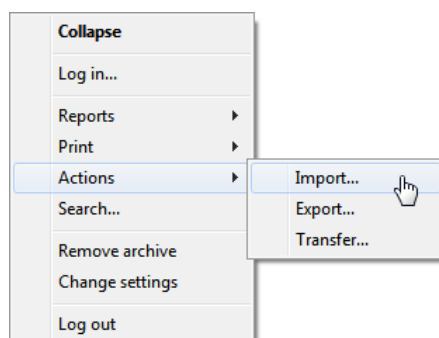 Collapse
Log in...
Reports
Print
Actions
Import...
Search...
Export...
Transfer...
Remove archive
Change settings
Log out